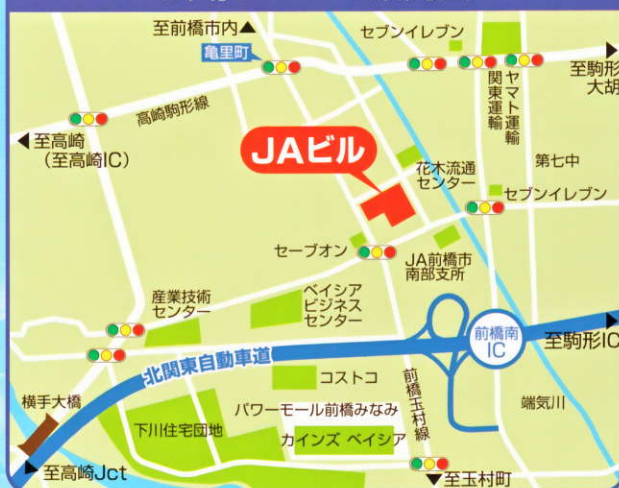 至前橋市内▲
セブンイレブン
亀里町
至駒形
大胡
高崎駒形線
関東運輸
ヤマト運輸
◀至高崎
(至高崎IC)
JAビル
花木流通
センター
第七中
セブンイレブン
セーブオン
JA前橋市
南部支所
産業技術
センター
ベイシア
ビジネス
センター
前橋南
IC
至駒形IC
北関東自動車道
コストコ
前橋玉村線
端気川
横手大橋
パワーモール前橋みなみ
下川住宅団地
カインズ ベイシア
至高崎Jct
▼至玉村町